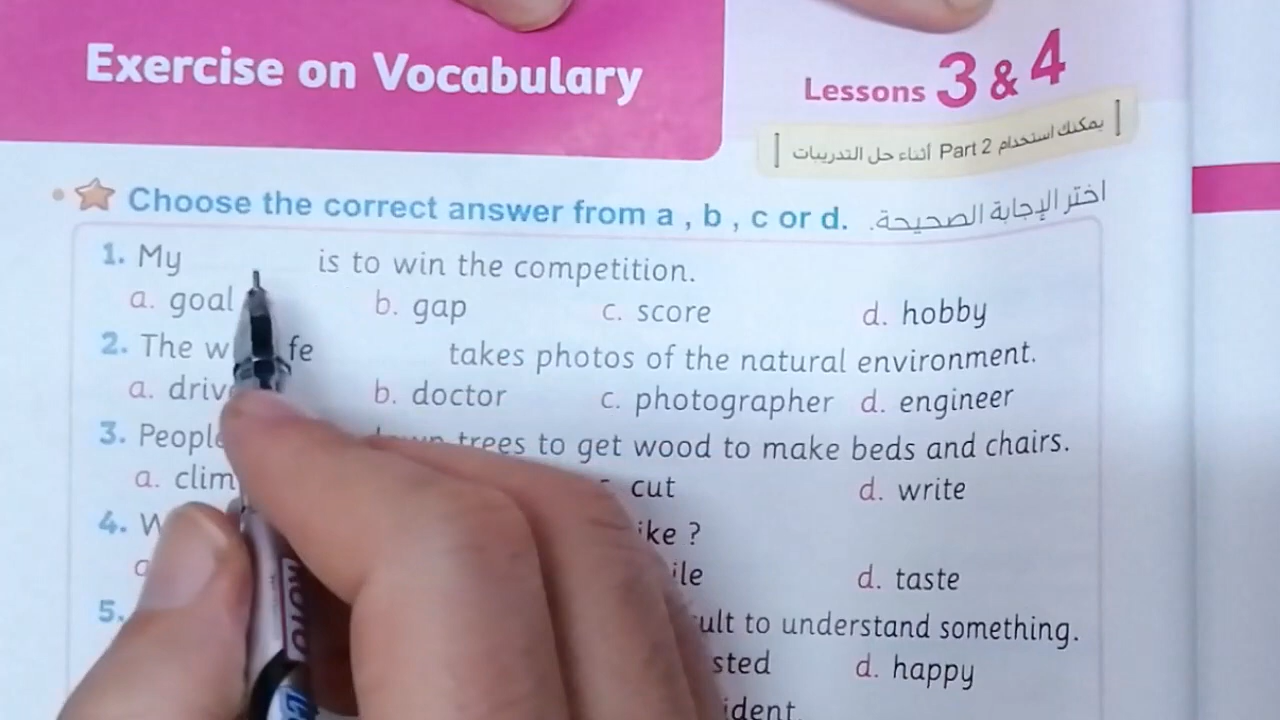 Exercise on Vocabulary
Lessons 3 & 4
يمكنك استخدام Part 2 أثناء حل التدريبات
Choose the correct answer from a , b , c or d. اختر الإجابة الصحيحة.
1. My is to win the competition.
a. goal b. gap c. score d. hobby
2. The takes photos of the natural environment.
a. b. doctor c. photographer d. engineer
3. trees to get wood to make beds and chairs.
a. cut d. write
4. ?
d. taste
5. to understand something.
d. happy